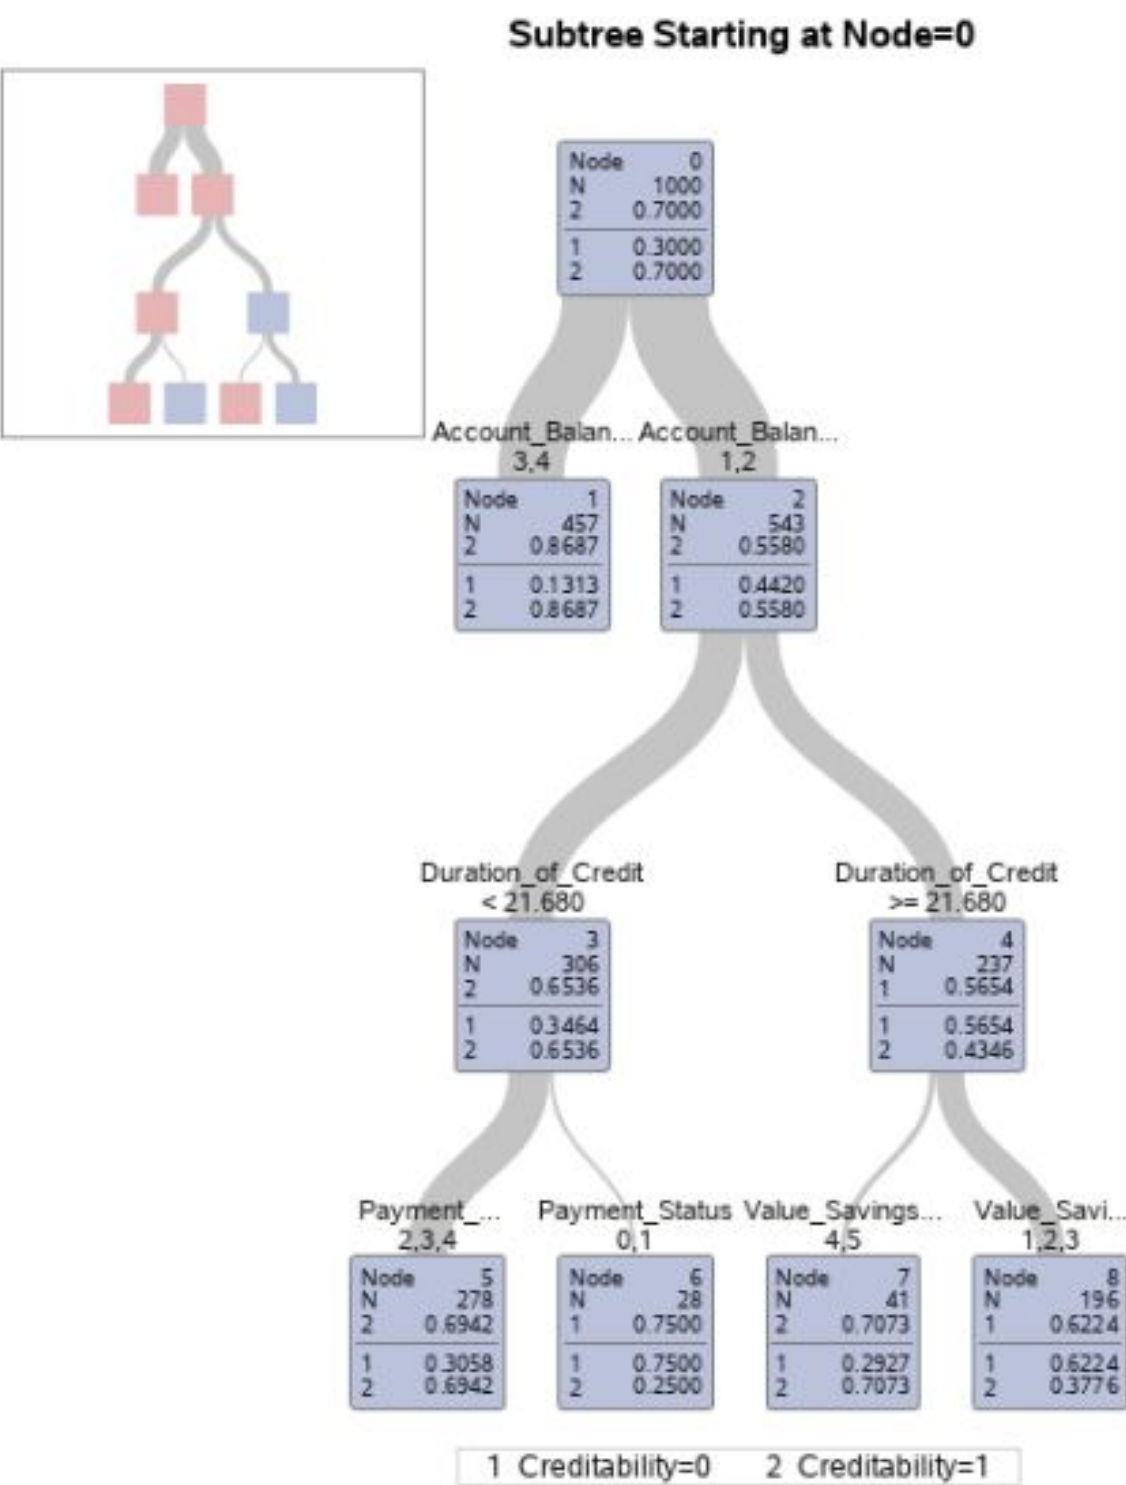 Subtree Starting at Node=0
Node 0
N 1000
2 0.7000
1 0.3000
2 0.7000
Account_Balan... Account_Balan...
3,4 1,2
Node 1
N 457
2 0.8687
1 0.1313
2 0.8687
Node 2
N 543
2 0.5580
1 0.4420
2 0.5580
Duration_of_Credit
< 21.680
Duration_of_Credit
>= 21.680
Node 3
N 306
2 0.6536
1 0.3464
2 0.6536
Node 4
N 237
1 0.5654
1 0.5654
2 0.4346
Payment_...
2,3,4
Payment_Status
0,1
Value_Savings...
4,5
Value_Savi...
1,2,3
Node 5
N 278
2 0.6942
1 0.3058
2 0.6942
Node 6
N 28
1 0.7500
1 0.7500
2 0.2500
Node 7
N 41
2 0.7073
1 0.2927
2 0.7073
Node 8
N 196
1 0.6224
1 0.6224
2 0.3776
1 Creditability=0 2 Creditability=1